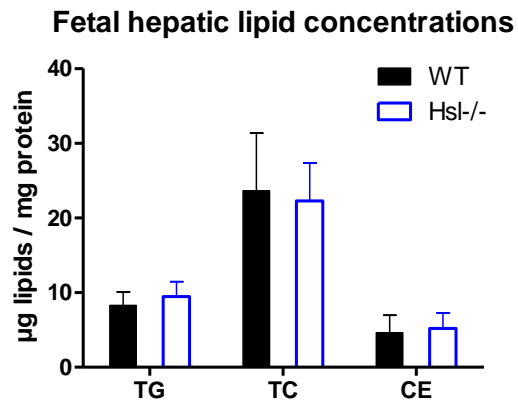 Fetal hepatic lipid concentrations
µg lipids / mg protein
40
30
20
10
0
WT
Hsl-/-
TG TC CE